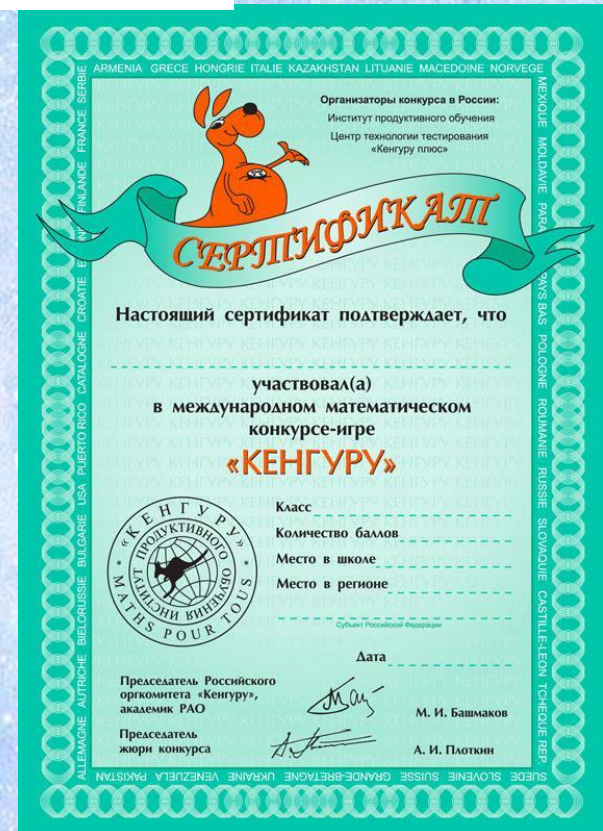 ARMENIA GRECE HONGRIE ITALIE KAZAKHSTAN LITUANIE MACEDOINE NORVEGE
MEXIQUE MOLDAVIE PARA PAYS BAS POLOGNE ROUMANIE RUSSIE SLOVAQUIE CASTILLE-LEON TCHEQUE REP.
Организаторы конкурса в России:
Институт продуктивного обучения
Центр технологии тестирования
«Кенгуру плюс»
СЕРТИФИКАТ
Настоящий сертификат подтверждает, что
участвовал(а)
в международном математическом
конкурсе-игре
«КЕНГУРУ»
«КЕНГУРУ»
ИНСТИТУТ ПРОДУКТИВНОГО ОБУЧЕНИЯ
MATHS POUR TOUS
Класс
Количество баллов
Место в школе
Место в регионе
Субъект Российской Федерации
Дата
Председатель Российского
оргкомитета «Кенгуру»,
академик РАО
М. И. Башмаков
Председатель
жюри конкурса
А. И. Плоткин
SUEDE SLOVENIE SUISSE GRANDE-BRETAGNE UKRAINE VENEZUELA PAKISTAN
ALLEMAGNE AUTRICHE BIELORUSSIE BULGARIE USA PUERTO RICO CATALOGNE CROATIE FINLANDE FRANCE SERBIE